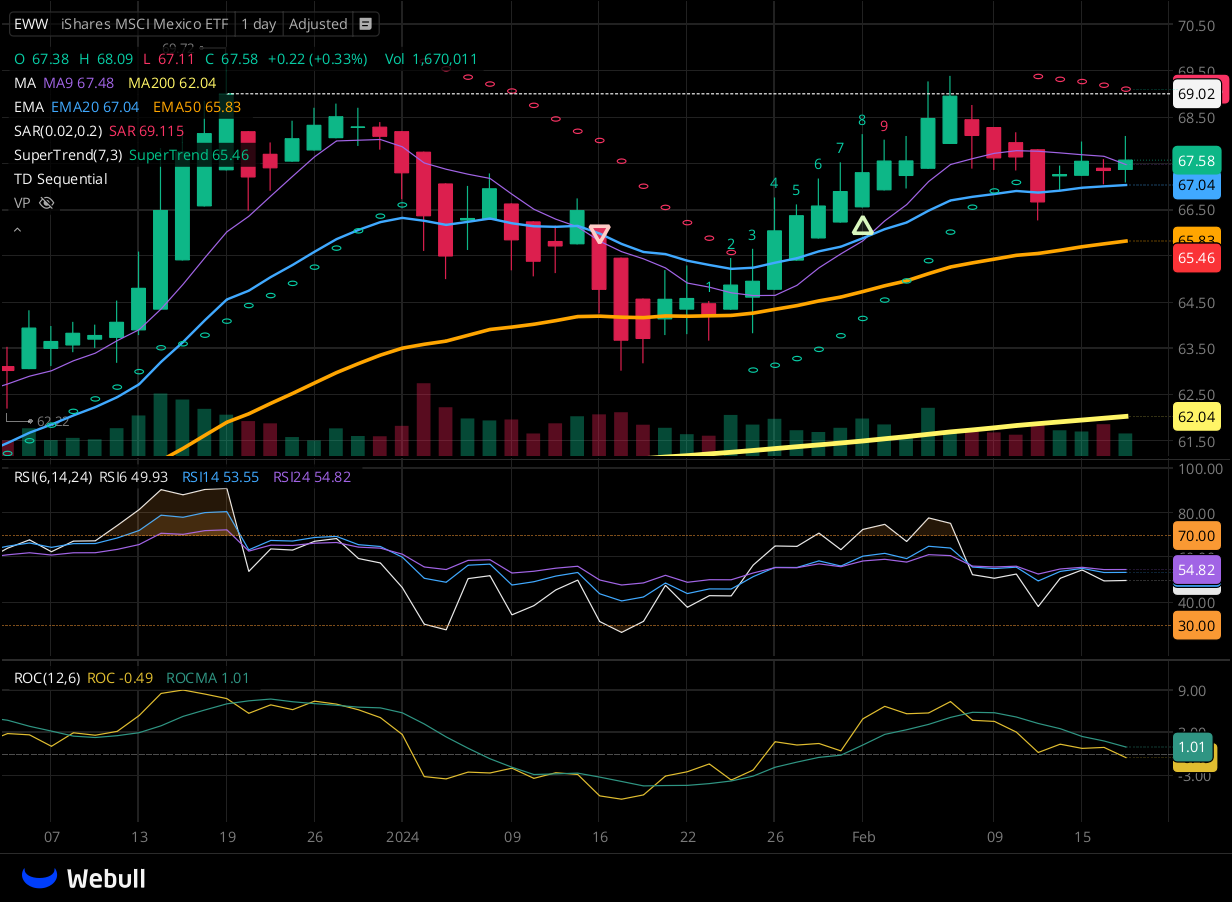 EWW iShares MSCI Mexico ETF 1 day Adjusted
70.50
O 67.38 H 68.09 L 67.11 C 67.58 +0.22 (+0.33%) Vol 1,670,011
69.50
MA MA9 67.48 MA200 62.04
69.02
EMA EMA20 67.04 EMA50 65.83
68.50
SAR(0.02,0.2) SAR 69.115
8 9
7
SuperTrend(7,3) SuperTrend 65.46
67.58
6
TD Sequential
4 5
67.04
VP
66.50
2 3
65.83
65.46
1
64.50
63.50
62.50
62.22
62.04
61.50
RSI(6,14,24) RSI6 49.93 RSI14 53.55 RSI24 54.82
100.00
80.00
70.00
54.82
40.00
30.00
ROC(12,6) ROC -0.49 ROCMA 1.01
9.00
3.00
1.01
-3.00
07 13 19 26 2024 09 16 22 26 Feb 09 15
Webull